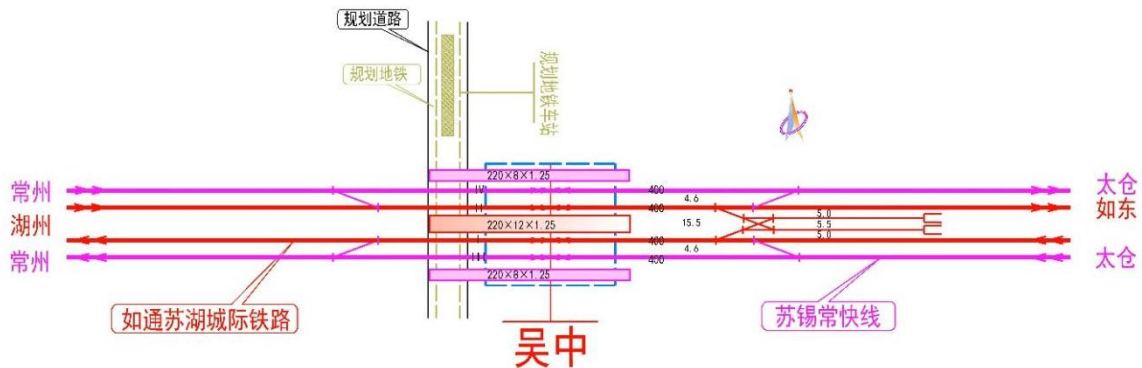 规划道路
规划地铁
规划地铁车站
220×8×1.25
常州
IV
400
太仓
4.6
湖州
II
400
如东
220×12×1.25
15.5
5.0
5.5
5.0
I
400
4.6
常州
III
400
太仓
220×8×1.25
如通苏湖城际铁路
苏锡常快线
吴中